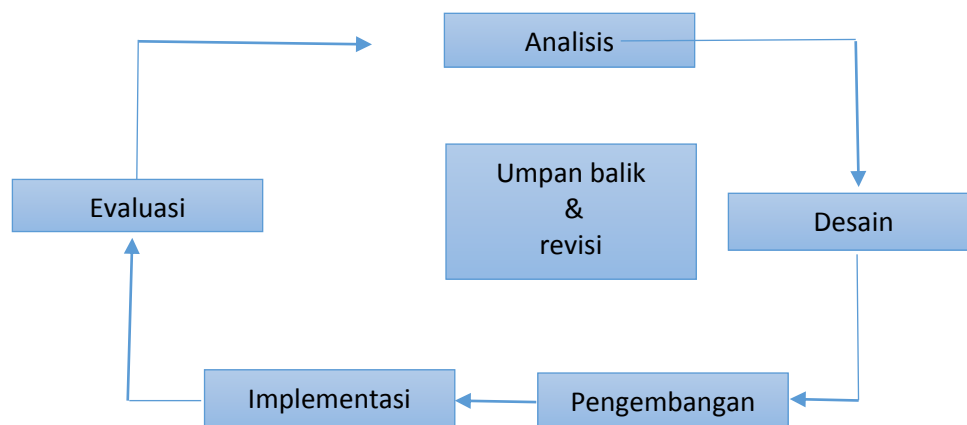 Analisis
Umpan balik
&
revisi
Evaluasi
Desain
Implementasi
Pengembangan